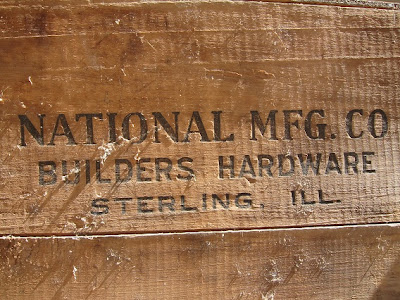 NATIONAL MFG. CO
BUILDERS HARDWARE
STERLING, ILL.